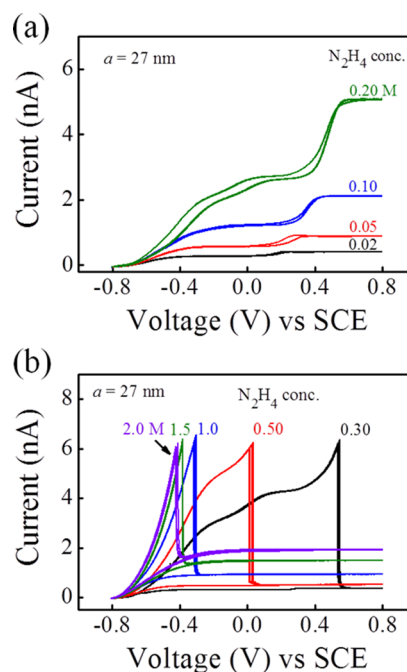 (a)
a = 27 nm
N₂H₄ conc.
0.20 M
0.10
0.05
0.02
Current (nA)
6
4
2
0
-0.8 -0.4 0.0 0.4 0.8
Voltage (V) vs SCE
(b)
a = 27 nm
N₂H₄ conc.
2.0 M 1.5 1.0 0.50 0.30
Current (nA)
8
6
4
2
0
-0.8 -0.4 0.0 0.4 0.8
Voltage (V) vs SCE